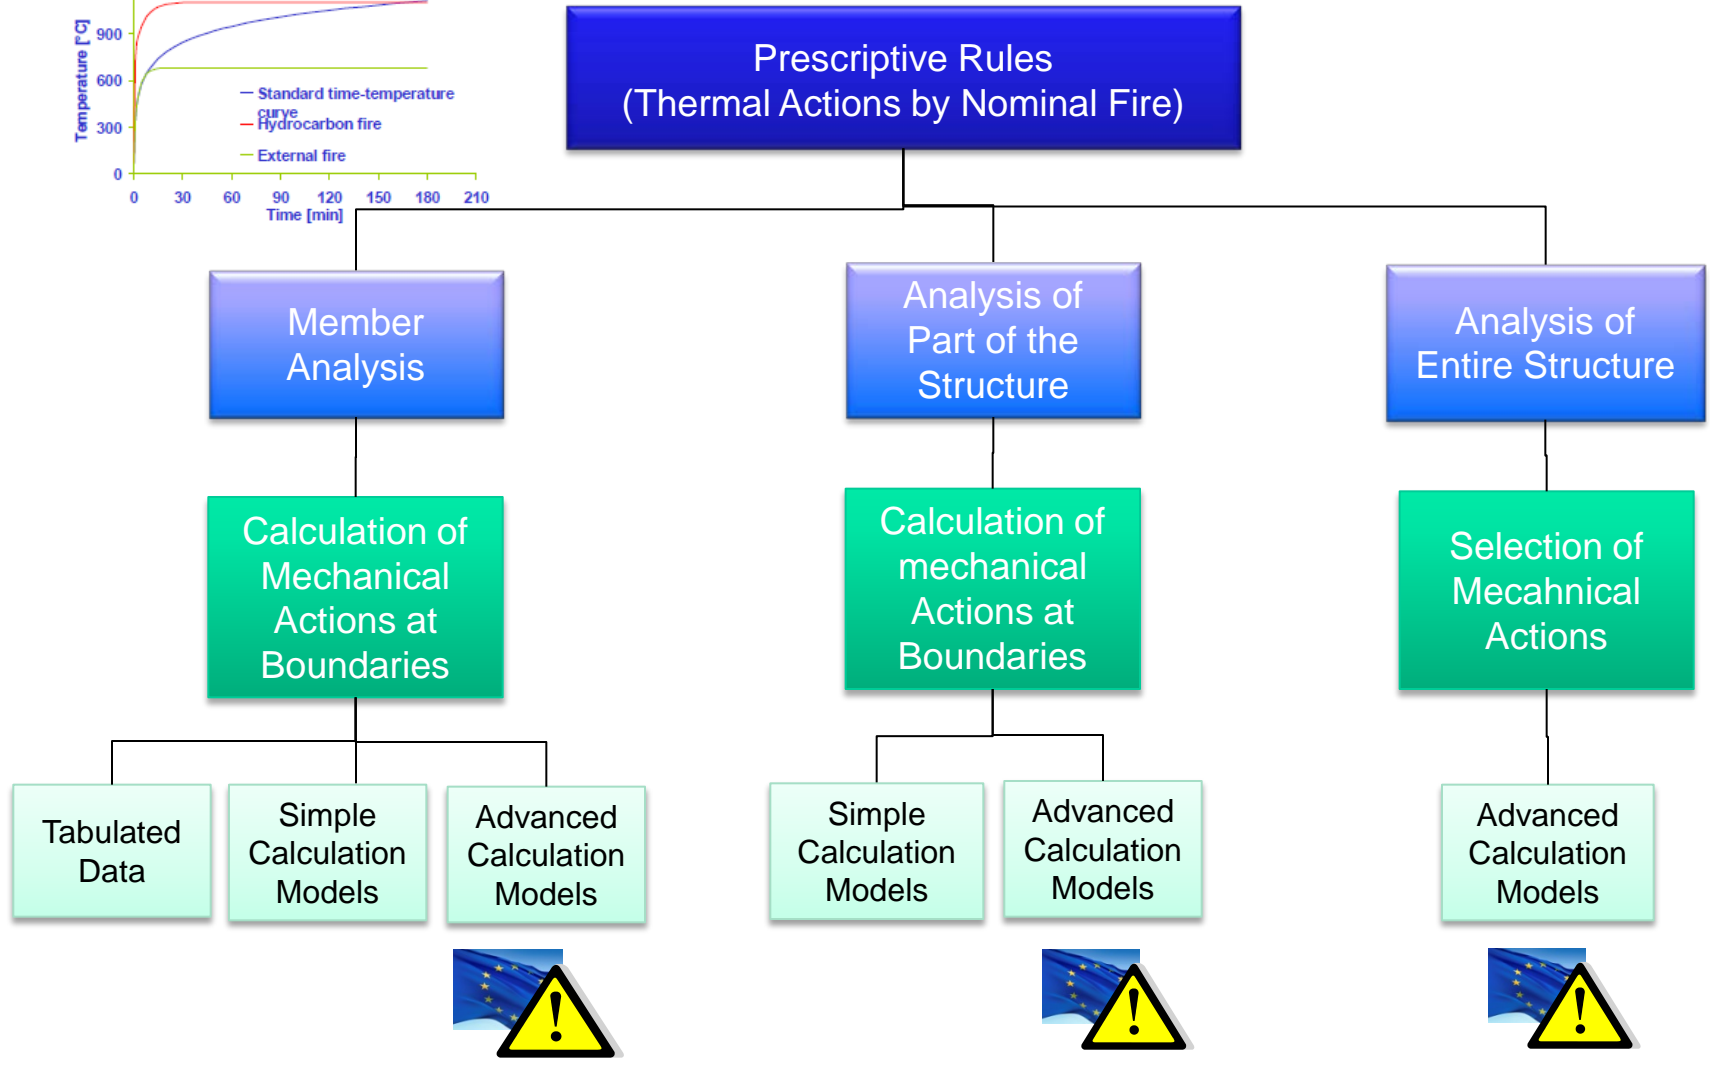 Temperature [°C]
900
600
300
0
Standard time-temperature
curve
Hydrocarbon fire
External fire
0 30 60 90 120 150 180 210
Time [min]
Prescriptive Rules
(Thermal Actions by Nominal Fire)
Member
Analysis
Analysis of
Part of the
Structure
Analysis of
Entire Structure
Calculation of
Mechanical
Actions at
Boundaries
Calculation of
mechanical
Actions at
Boundaries
Selection of
Mecahnical
Actions
Tabulated
Data
Simple
Calculation
Models
Advanced
Calculation
Models
Simple
Calculation
Models
Advanced
Calculation
Models
Advanced
Calculation
Models
!
!
!